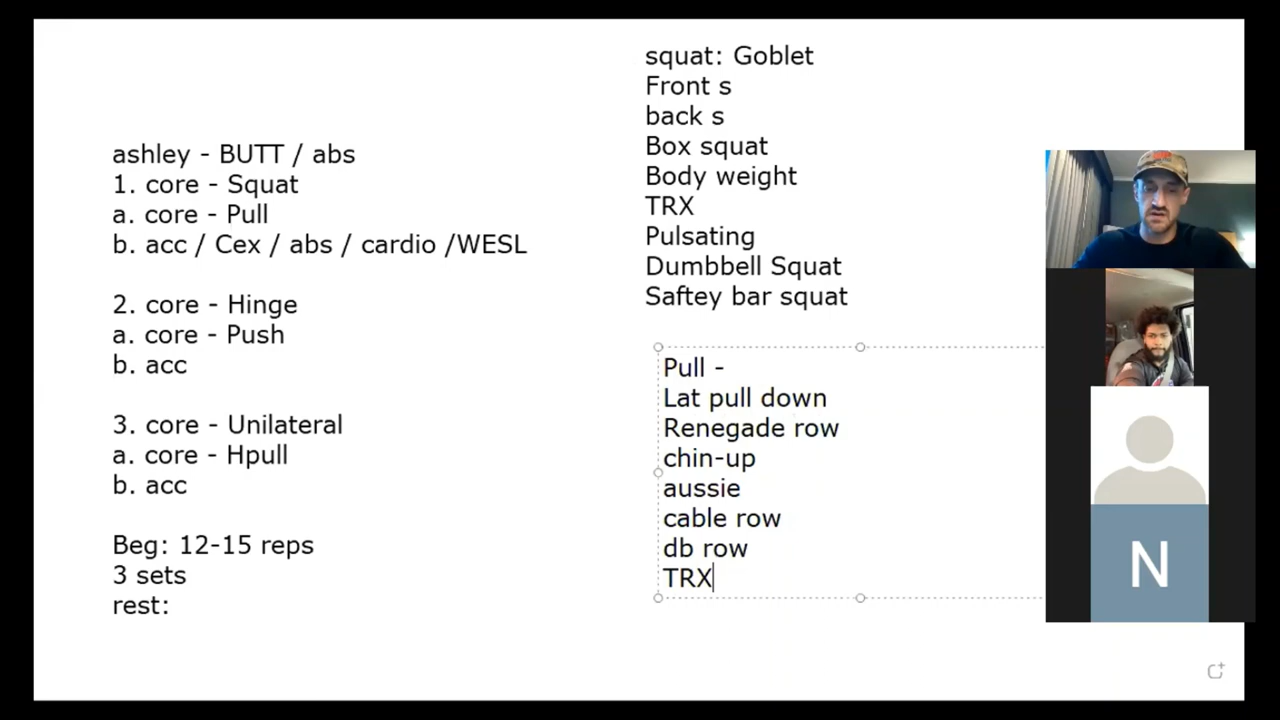 ashley - BUTT / abs
1. core - Squat
a. core - Pull
b. acc / Cex / abs / cardio /WESL
2. core - Hinge
a. core - Push
b. acc
3. core - Unilateral
a. core - Hpull
b. acc
Beg: 12-15 reps
3 sets
rest:
squat: Goblet
Front s
back s
Box squat
Body weight
TRX
Pulsating
Dumbbell Squat
Saftey bar squat
Pull -
Lat pull down
Renegade row
chin-up
aussie
cable row
db row
TRX
N